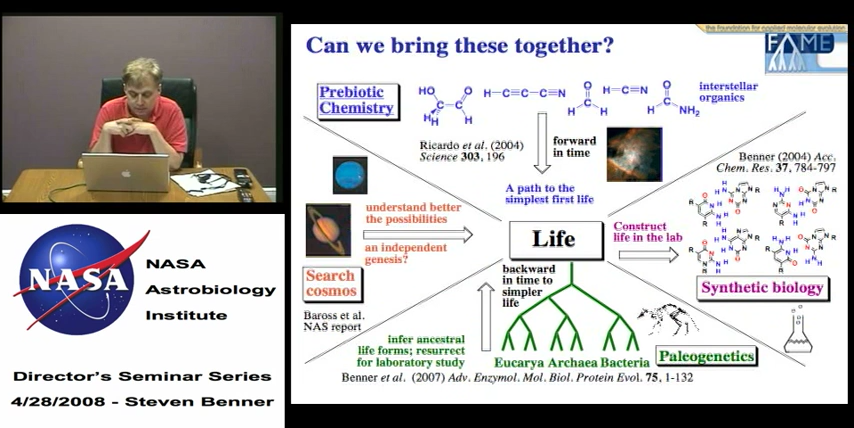 the foundation for applied molecular evolution
FAME
Can we bring these together?
Prebiotic
Chemistry
HO
O
H
H
H
H–C≡C–C≡N
O
C
H
H
H–C≡N
O
C
H
NH2
interstellar
organics
Ricardo et al. (2004)
Science 303, 196
forward
in time
Benner (2004) Acc.
Chem. Res. 37, 784-797
A path to the
simplest first life
understand better
the possibilities
an independent
genesis?
Life
Construct
life in the lab
Search
cosmos
backward
in time to
simpler
life
Synthetic biology
Baross et al.
NAS report
infer ancestral
life forms; resurrect
for laboratory study
Eucarya Archaea Bacteria
Paleogenetics
Benner et al. (2007) Adv. Enzymol. Mol. Biol. Protein Evol. 75, 1-132
NASA
NASA
Astrobiology
Institute
Director's Seminar Series
4/28/2008 - Steven Benner